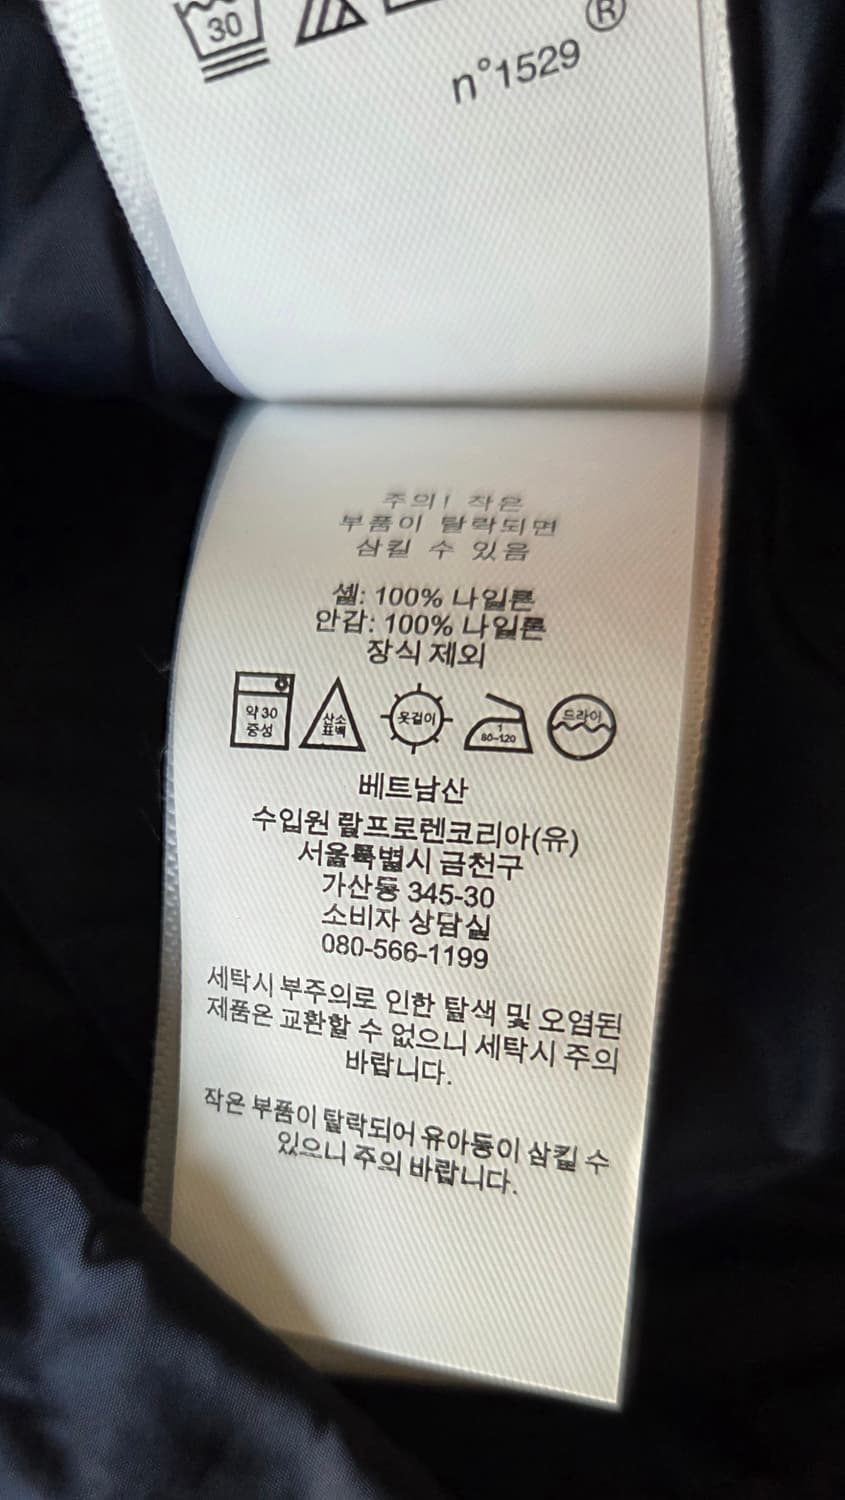 30
®
n°1529
주의! 작은
부품이 탈락되면
삼킬 수 있음
셸: 100% 나일론
안감: 100% 나일론
장식 제외
약 30 중성
산소 표백
옷걸이
1 80~120
드라이
베트남산
수입원 랄프로렌코리아(유)
서울특별시 금천구
가산동 345-30
소비자 상담실
080-566-1199
세탁시 부주의로 인한 탈색 및 오염된
제품은 교환할 수 없으니 세탁시 주의
바랍니다.
작은 부품이 탈락되어 유아동이 삼킬 수
있으니 주의 바랍니다.